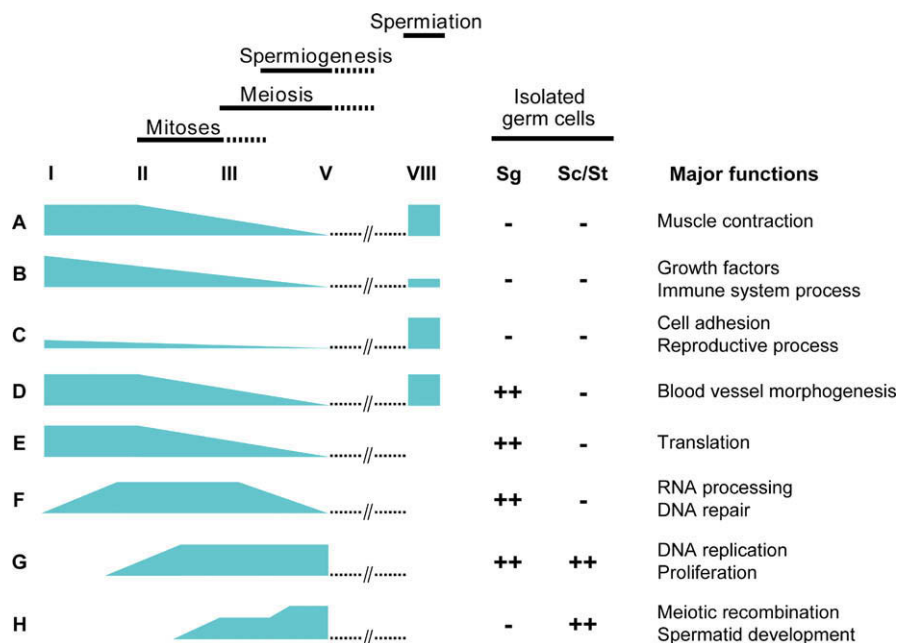 Spermiation
Spermiogenesis
Meiosis
Mitoses
Isolated
germ cells
I II III V VIII Sg Sc/St Major functions
A - - Muscle contraction
B - - Growth factors
Immune system process
C - - Cell adhesion
Reproductive process
D ++ - Blood vessel morphogenesis
E ++ - Translation
F ++ - RNA processing
DNA repair
G ++ ++ DNA replication
Proliferation
H - ++ Meiotic recombination
Spermatid development